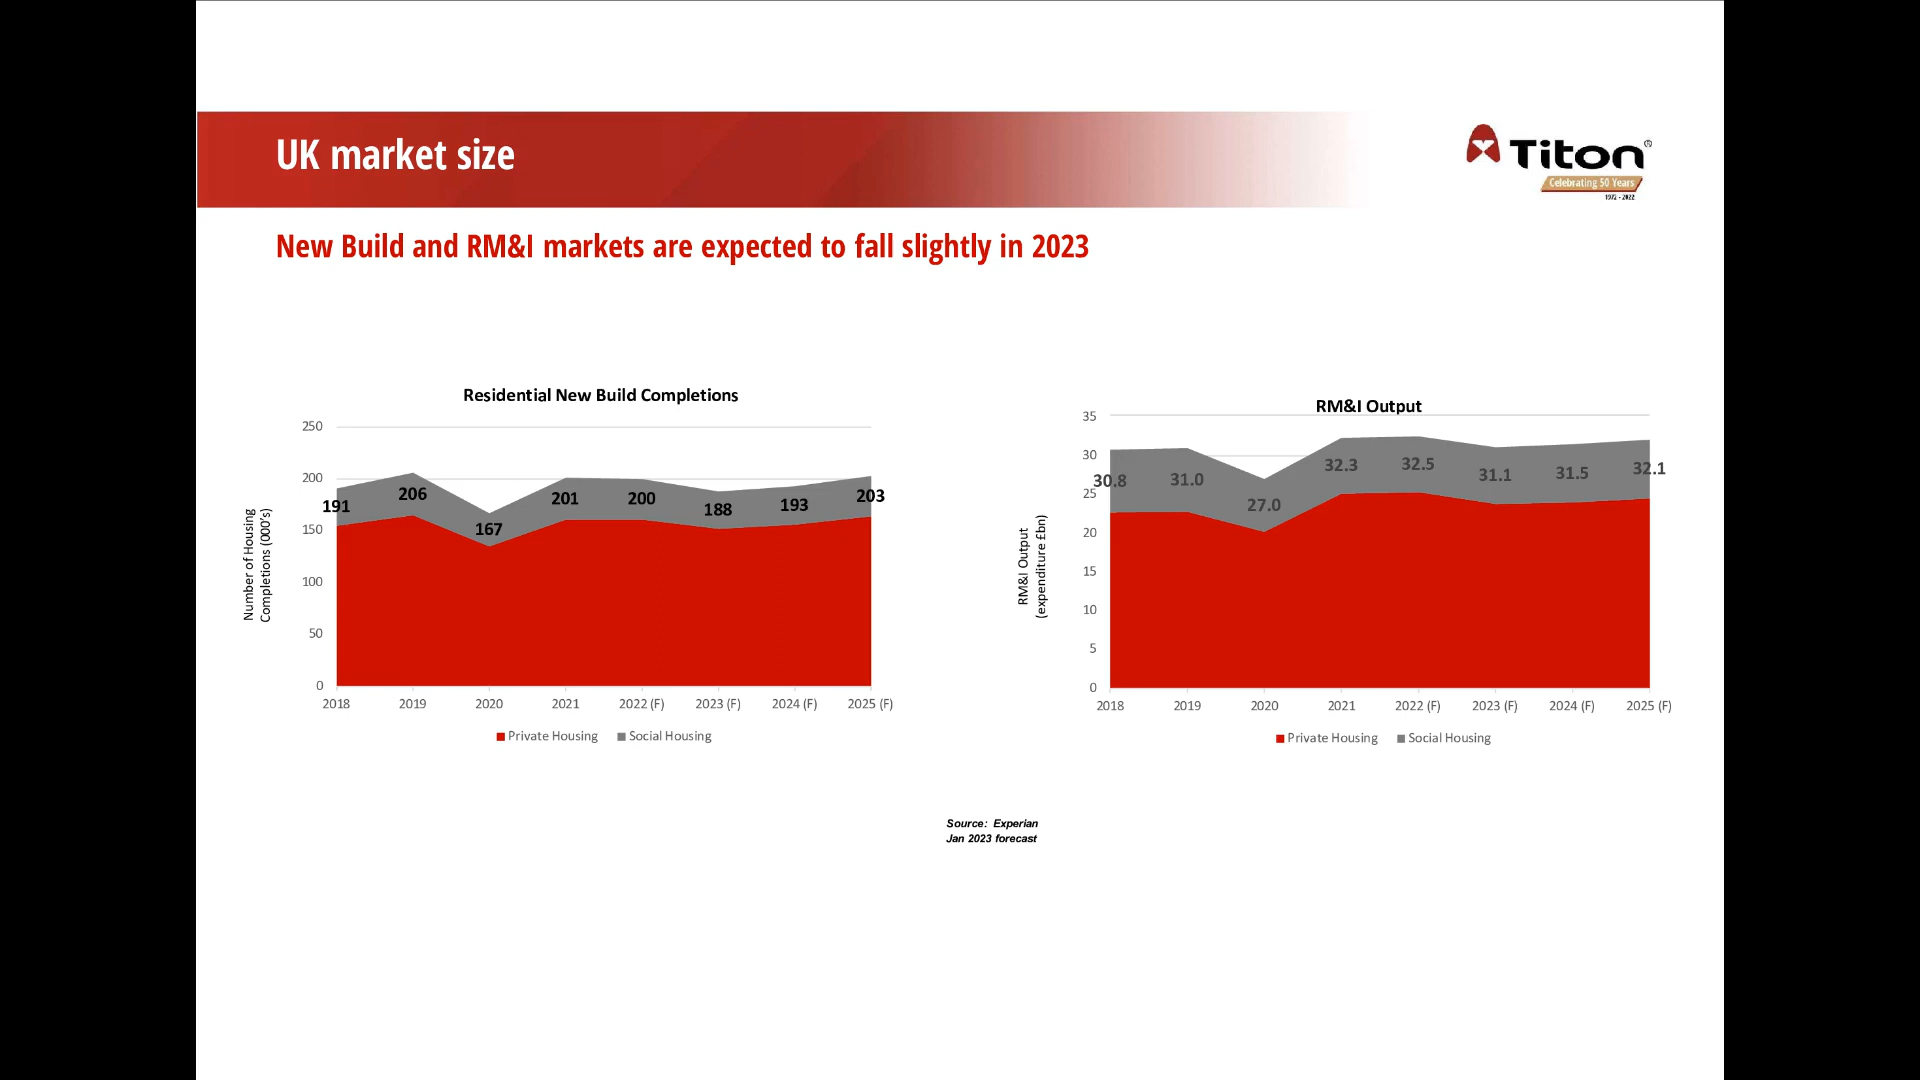 UK market size
Titon®
Celebrating 50 Years
1972 - 2022
New Build and RM&I markets are expected to fall slightly in 2023
Residential New Build Completions
Number of Housing
Completions (000's)
250
200
150
100
50
0
191
206
167
201
200
188
193
203
2018
2019
2020
2021
2022 (F)
2023 (F)
2024 (F)
2025 (F)
Private Housing
Social Housing
RM&I Output
RM&I Output
(expenditure £bn)
35
30
25
20
15
10
5
0
30.8
31.0
27.0
32.3
32.5
31.1
31.5
32.1
2018
2019
2020
2021
2022 (F)
2023 (F)
2024 (F)
2025 (F)
Private Housing
Social Housing
Source: Experian
Jan 2023 forecast